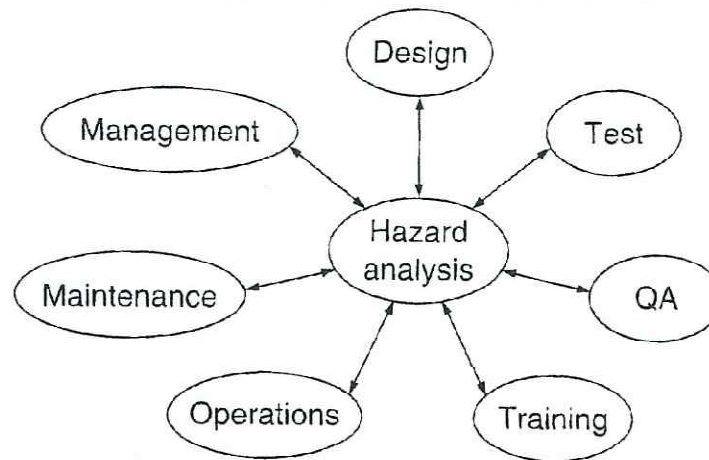 Design
Management
Test
Hazard
analysis
Maintenance
QA
Operations
Training